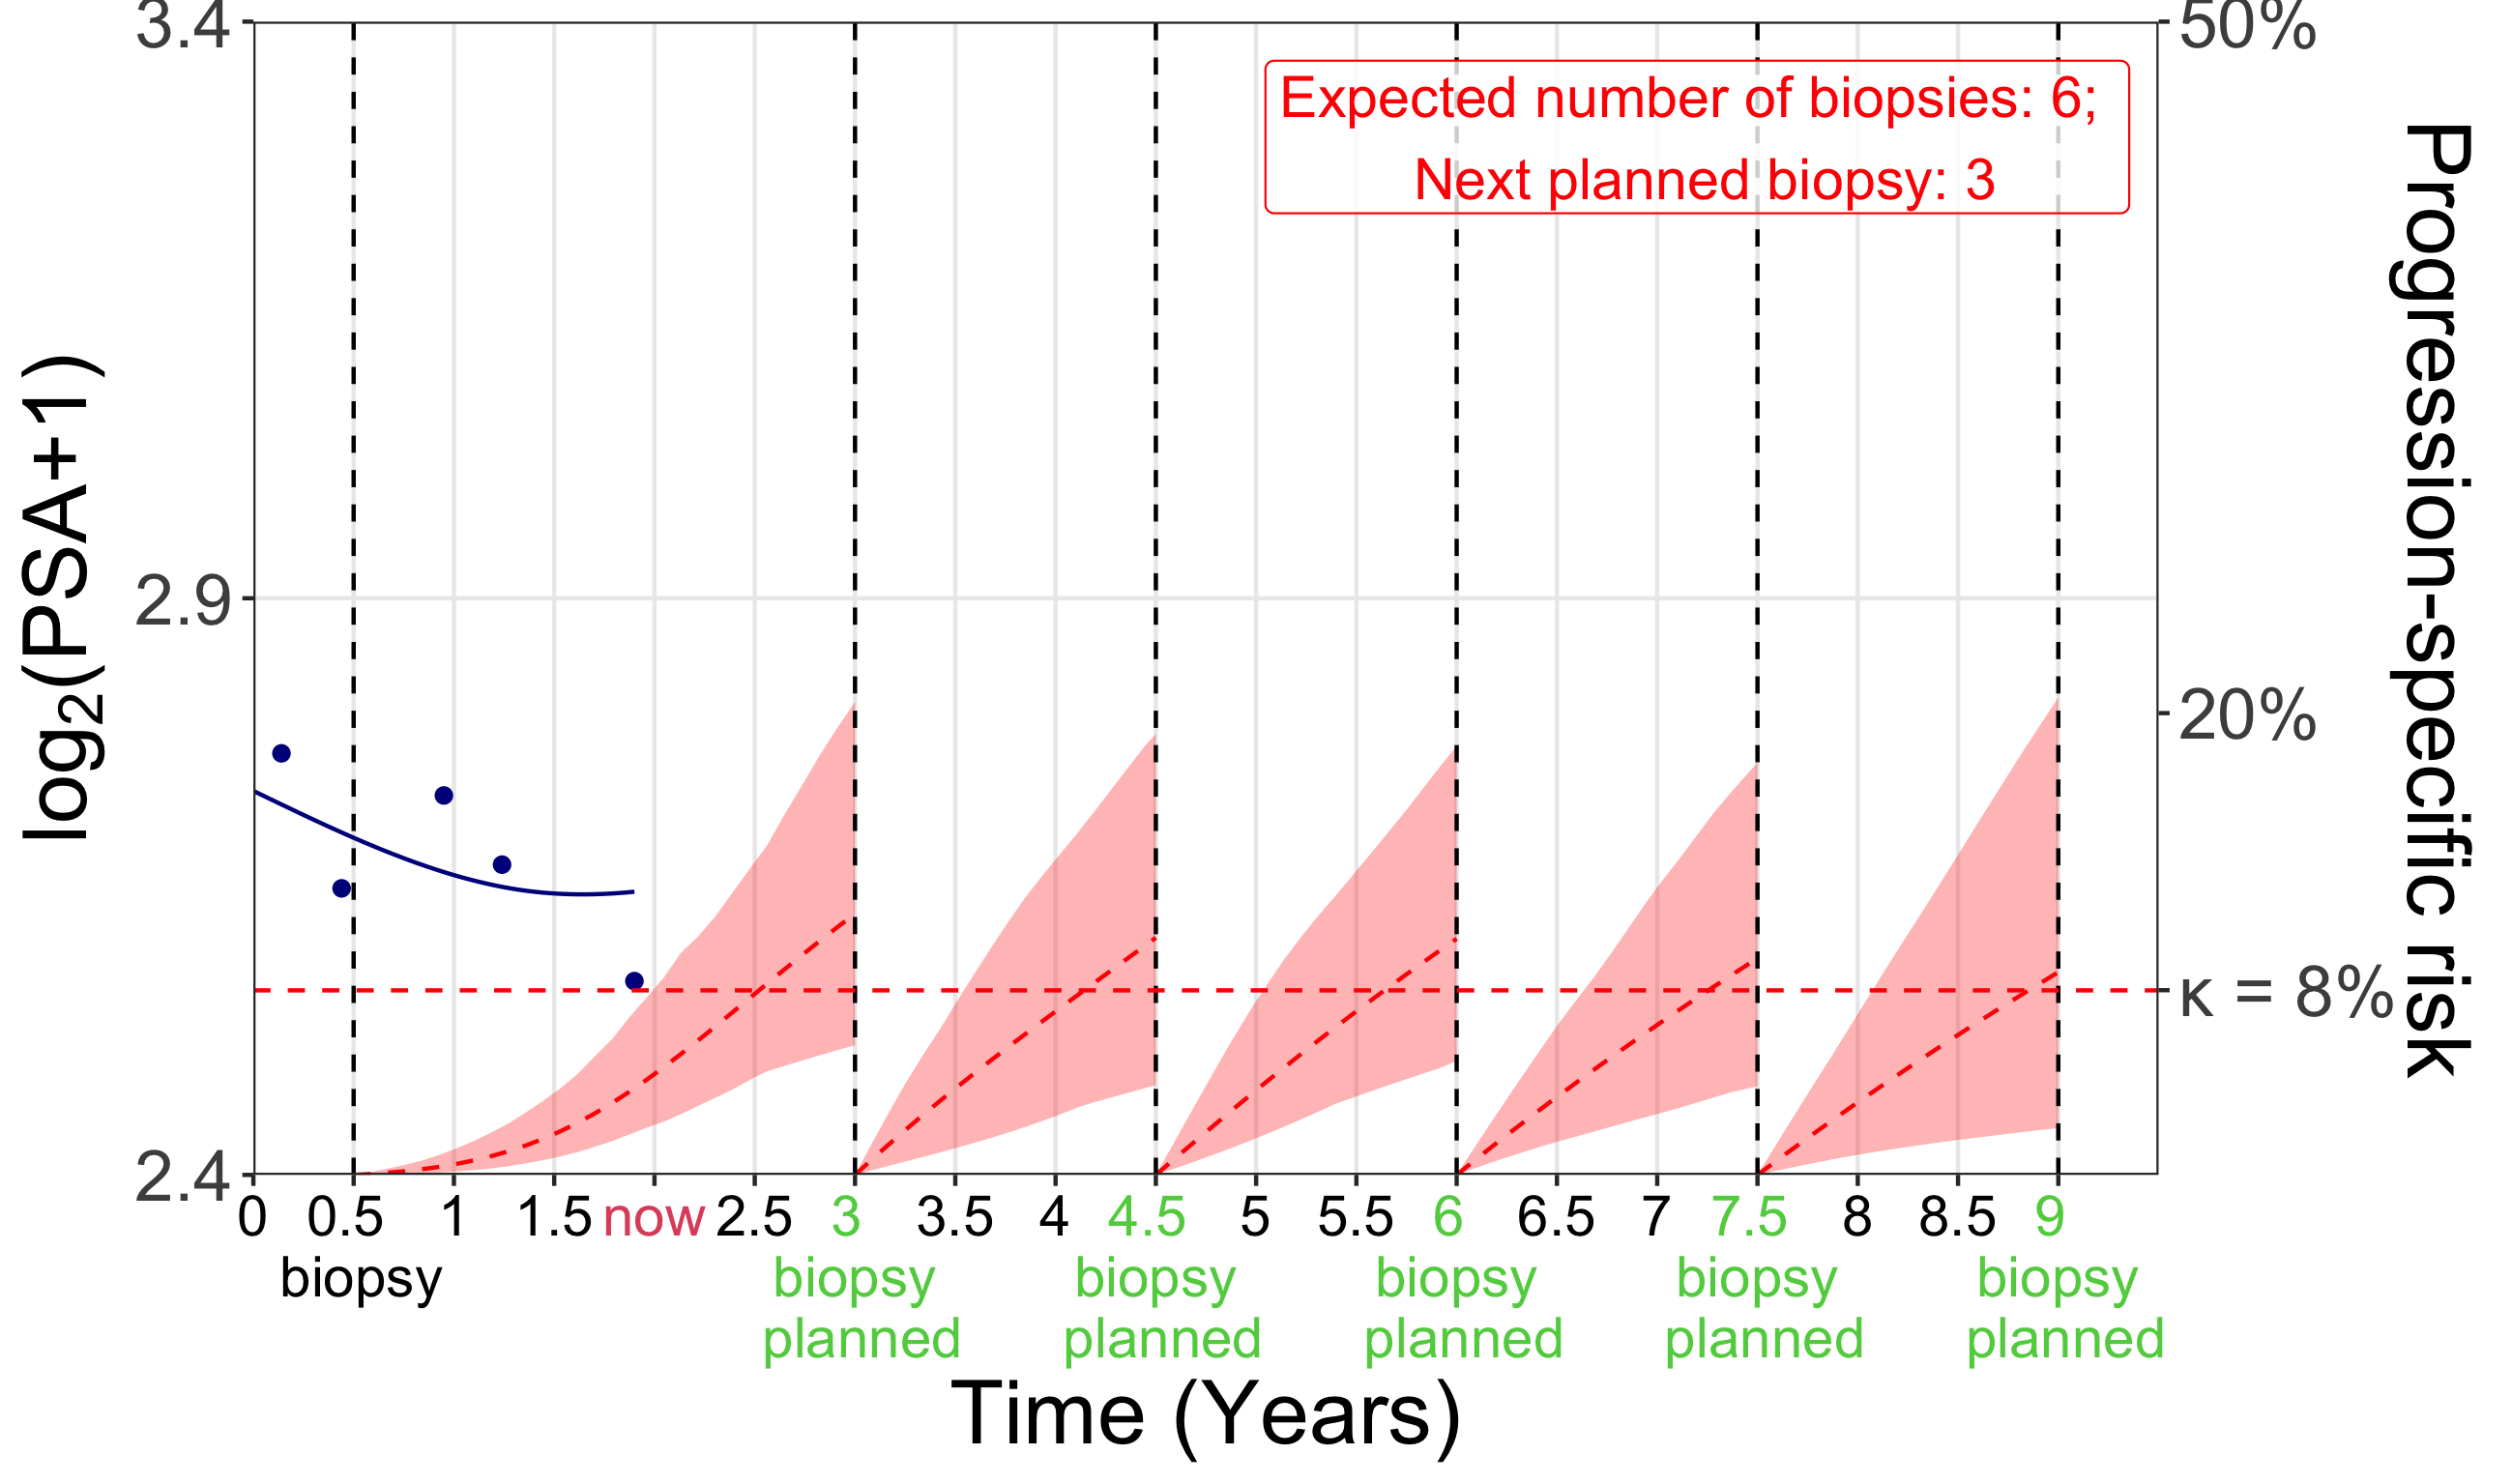 3.4
50%
Expected number of biopsies: 6;
Next planned biopsy: 3
log2(PSA+1)
2.9
20%
κ = 8%
Progression-specific risk
2.4
0 0.5 1 1.5 now 2.5 3 3.5 4 4.5 5 5.5 6 6.5 7 7.5 8 8.5 9
biopsy biopsy biopsy biopsy biopsy biopsy
planned planned planned planned planned
Time (Years)